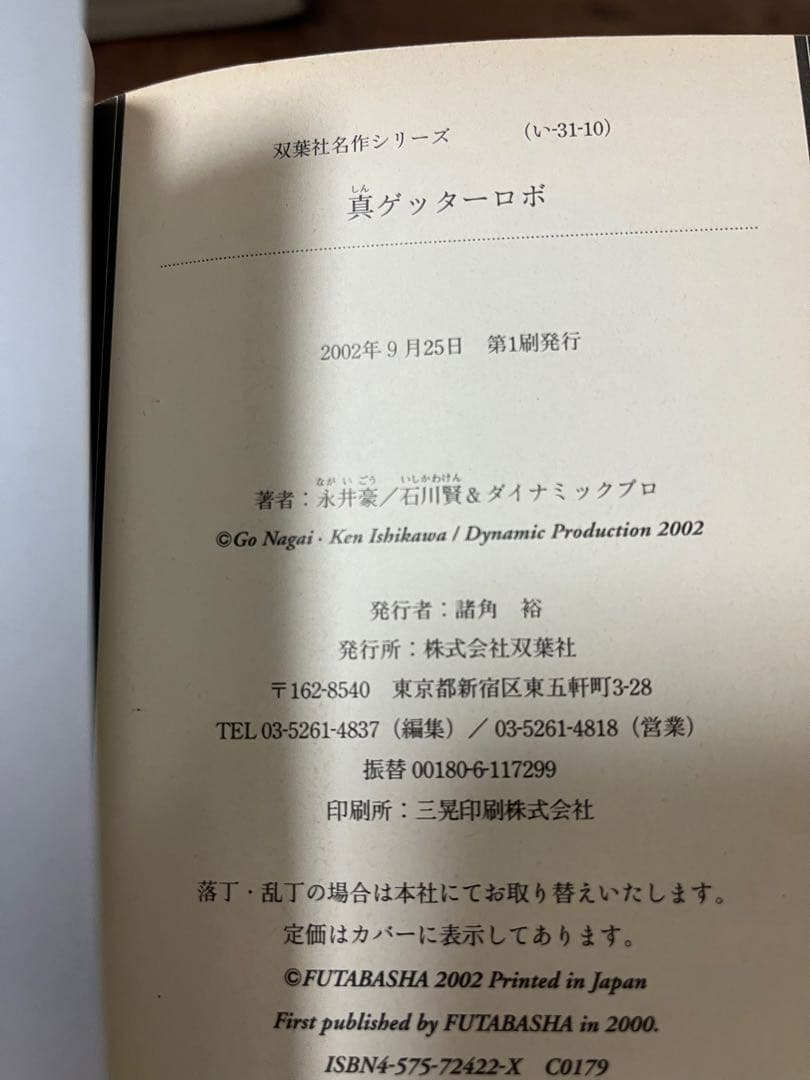 双葉社名作シリーズ　（い-31-10）
しん
真ゲッターロボ
2002年9月25日　第1刷発行
ながいごう　いしかわけん
著者：永井豪／石川賢＆ダイナミックプロ
©Go Nagai · Ken Ishikawa / Dynamic Production 2002
発行者：諸角　裕
発行所：株式会社双葉社
〒162-8540　東京都新宿区東五軒町3-28
TEL 03-5261-4837（編集）／ 03-5261-4818（営業）
振替 00180-6-117299
印刷所：三晃印刷株式会社
落丁・乱丁の場合は本社にてお取り替えいたします。
定価はカバーに表示してあります。
©FUTABASHA 2002 Printed in Japan
First published by FUTABASHA in 2000.
ISBN4-575-72422-X　C0179